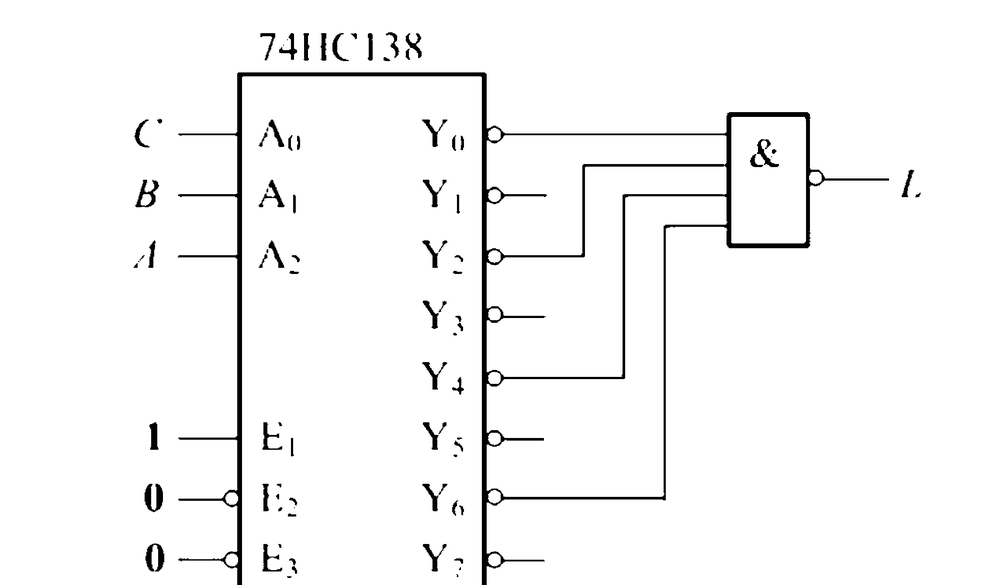 74HC138
C A₀ Y₀ &
B A₁ Y₁ L
A A₂ Y₂
Y₃
Y₄
1 E₁ Y₅
0 E₂ Y₆
0 E₃ Y₇